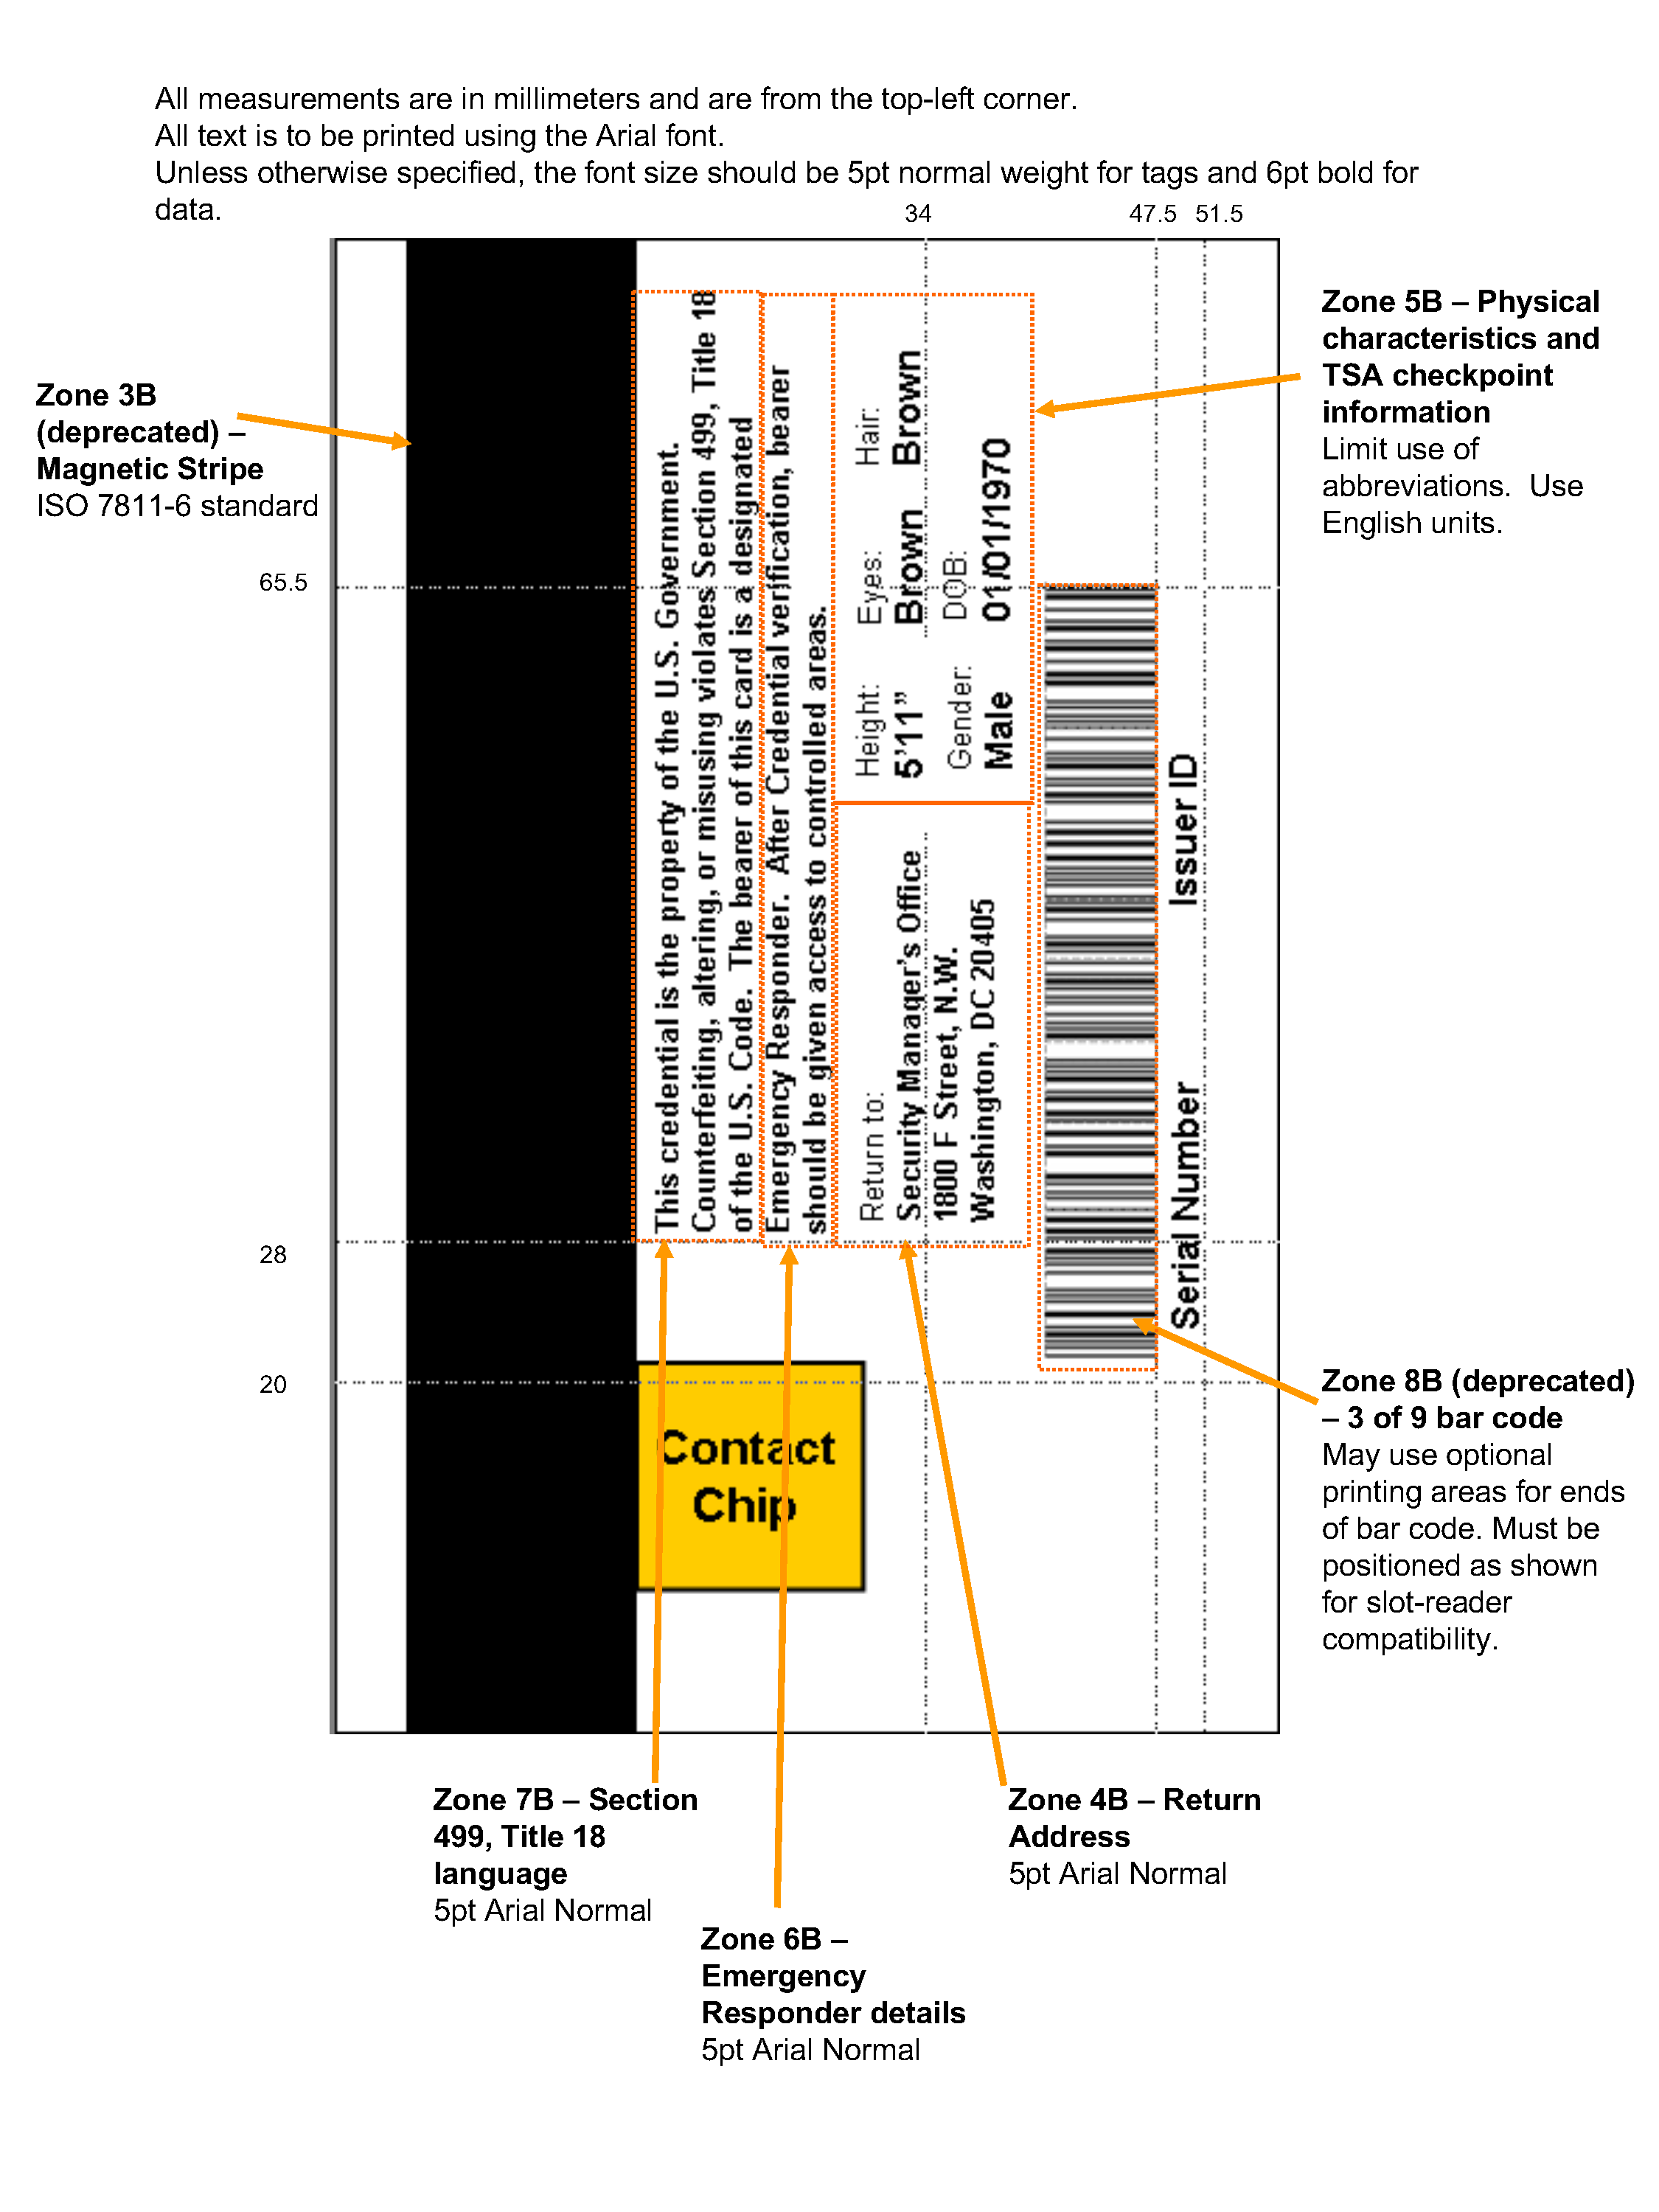 All measurements are in millimeters and are from the top-left corner.
All text is to be printed using the Arial font.
Unless otherwise specified, the font size should be 5pt normal weight for tags and 6pt bold for
data.
34
47.5
51.5
Zone 3B
(deprecated) –
Magnetic Stripe
ISO 7811-6 standard
65.5
28
20
This credential is the property of the U.S. Government.
Counterfeiting, altering, or misusing violates Section 499, Title 18
of the U.S. Code. The bearer of this card is a designated
Emergency Responder. After Credential verification, bearer
should be given access to controlled areas.
Height:
Eyes:
Hair:
5'11”
Brown
Brown
Gender:
DOB:
Male
01/01/1970
Return to:
Security Manager's Office
1800 F Street, N.W.
Washington, DC 20405
Serial Number
Issuer ID
Contact
Chip
Zone 5B – Physical
characteristics and
TSA checkpoint
information
Limit use of
abbreviations. Use
English units.
Zone 8B (deprecated)
– 3 of 9 bar code
May use optional
printing areas for ends
of bar code. Must be
positioned as shown
for slot-reader
compatibility.
Zone 7B – Section
499, Title 18
language
5pt Arial Normal
Zone 6B –
Emergency
Responder details
5pt Arial Normal
Zone 4B – Return
Address
5pt Arial Normal